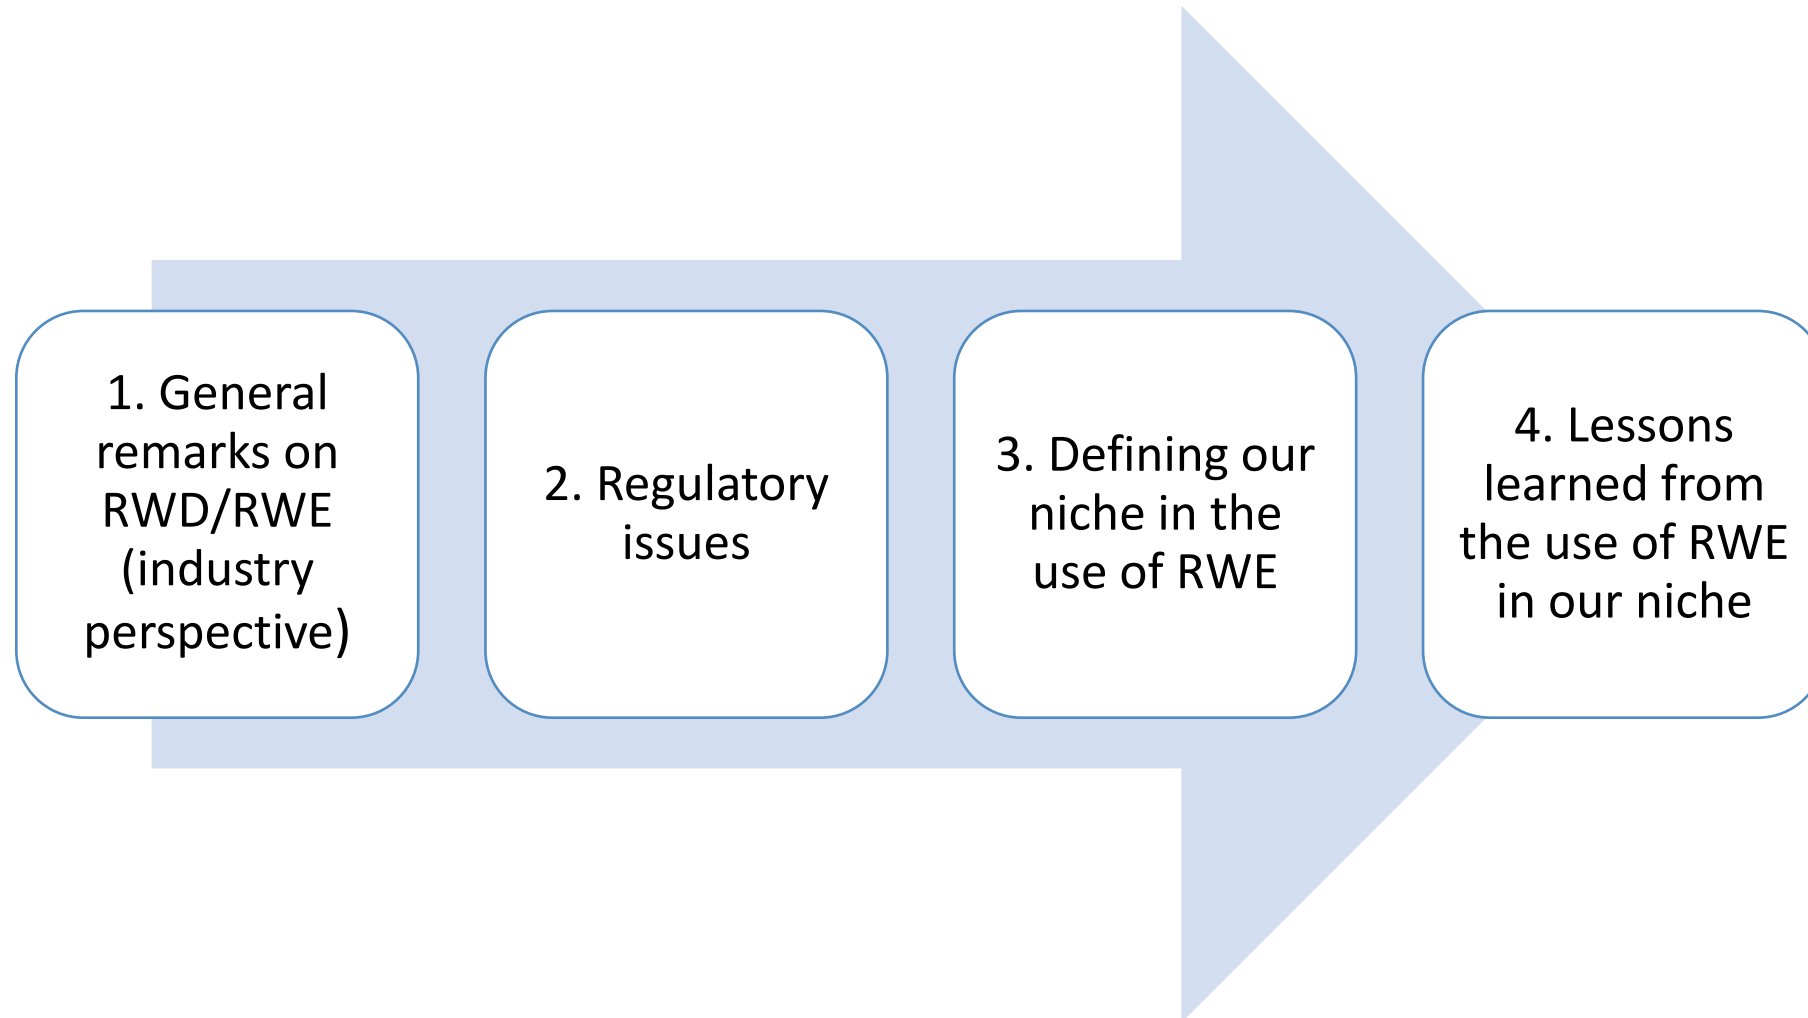 1. General
remarks on
RWD/RWE
(industry
perspective)
2. Regulatory
issues
3. Defining our
niche in the
use of RWE
4. Lessons
learned from
the use of RWE
in our niche